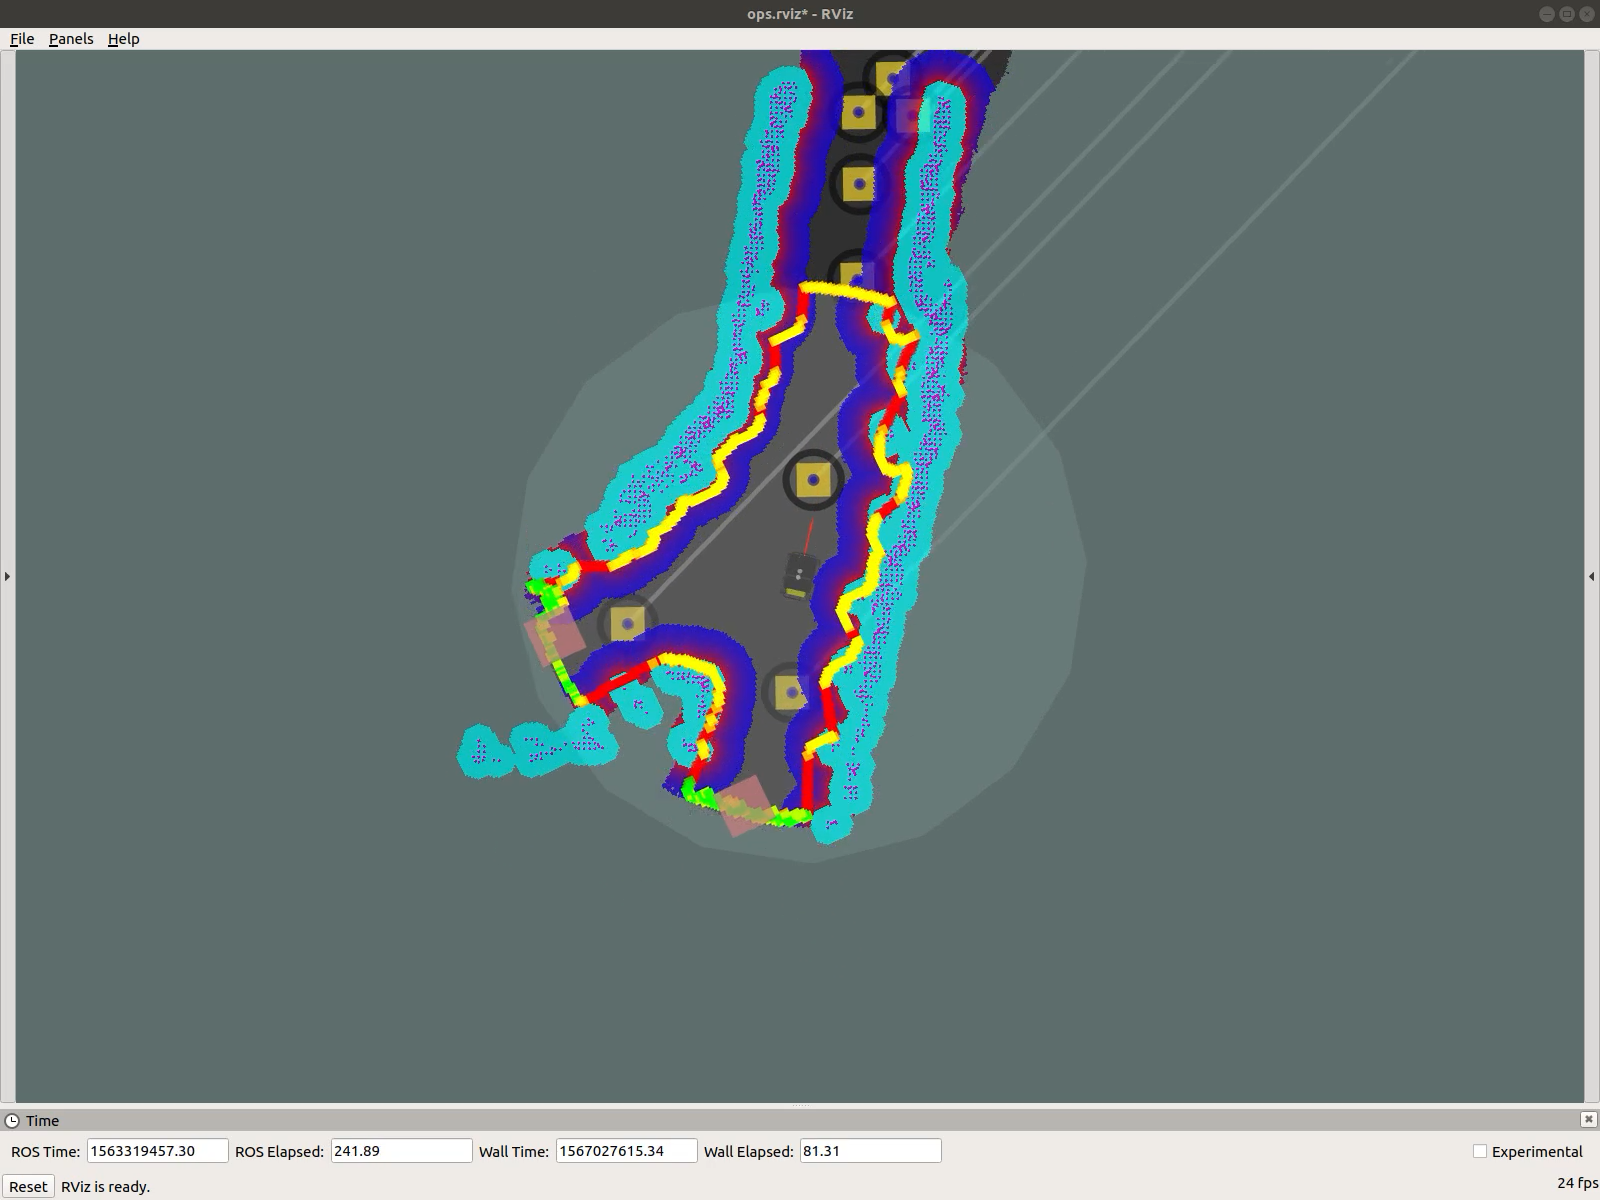 ops.rviz* - RViz
File Panels Help
Time
ROS Time: 1563319457.30 ROS Elapsed: 241.89 Wall Time: 1567027615.34 Wall Elapsed: 81.31 Experimental
Reset RViz is ready. 24 fps